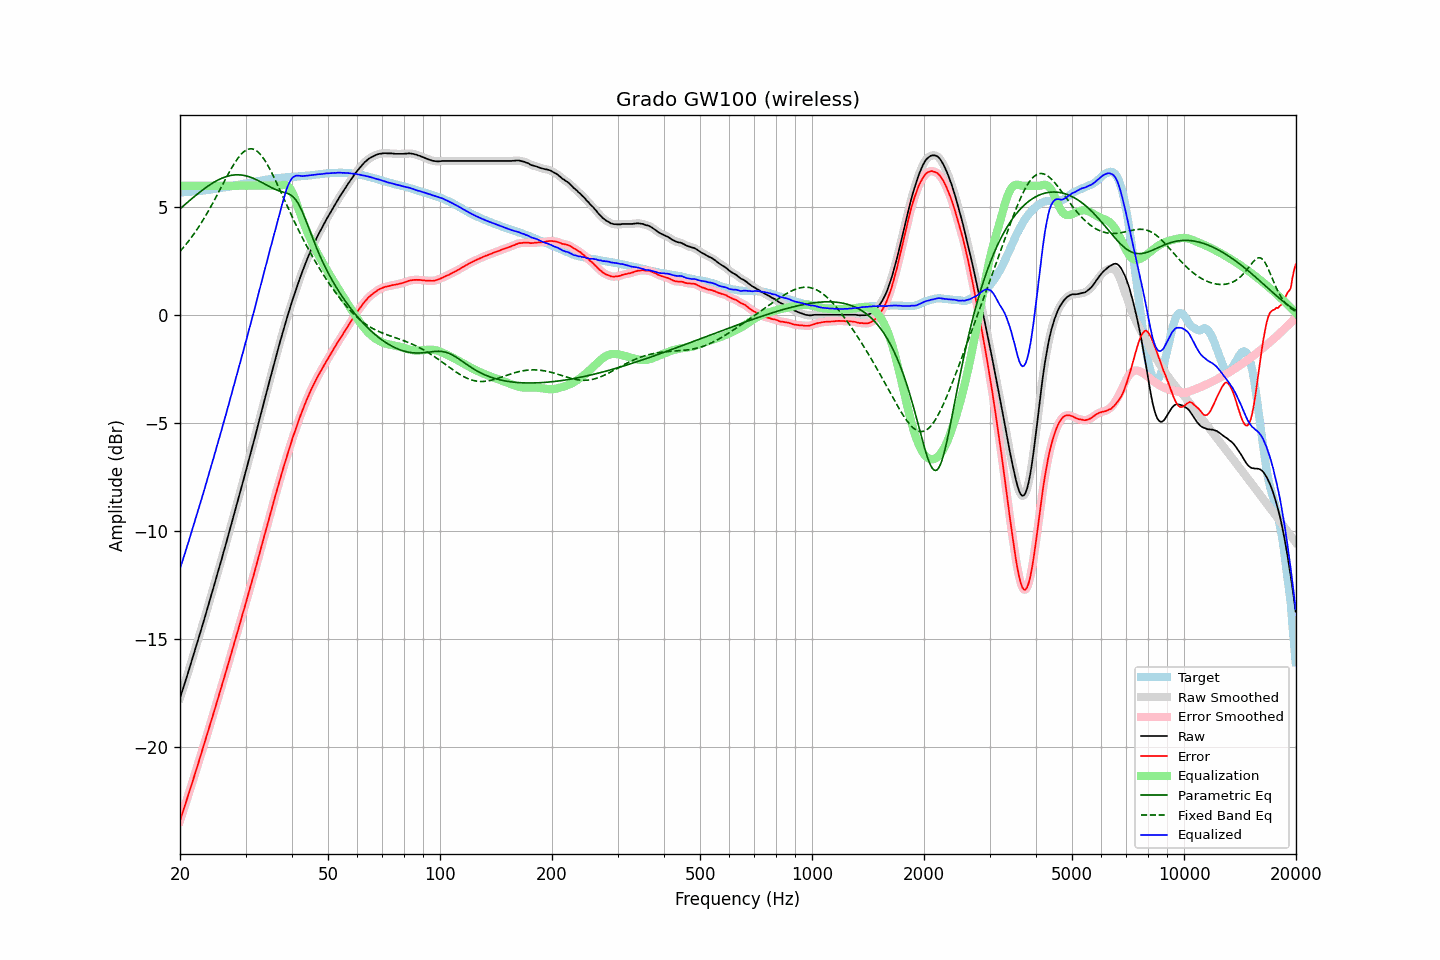 Grado GW100 (wireless)
Amplitude (dBr)
5
0
−5
−10
−15
−20
20
50
100
200
500
1000
2000
5000
10000
20000
Frequency (Hz)
Target
Raw Smoothed
Error Smoothed
Raw
Error
Equalization
Parametric Eq
Fixed Band Eq
Equalized